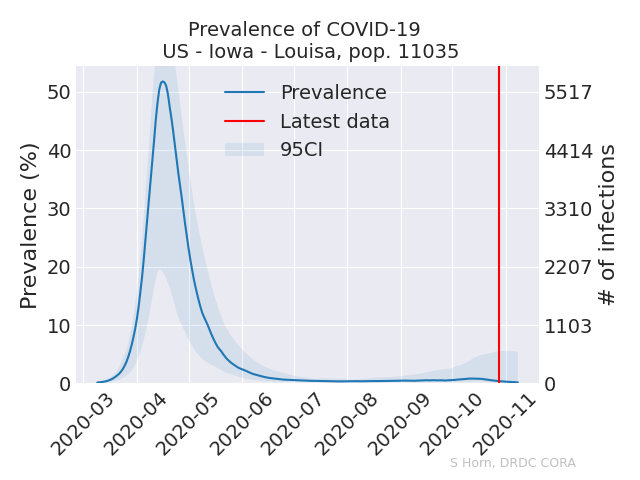 Prevalence of COVID-19
US - Iowa - Louisa, pop. 11035
Prevalence (%)
50
40
30
20
10
0
Prevalence
Latest data
95CI
5517
4414
3310
2207
1103
0
# of infections
2020-03
2020-04
2020-05
2020-06
2020-07
2020-08
2020-09
2020-10
2020-11
S Horn, DRDC CORA